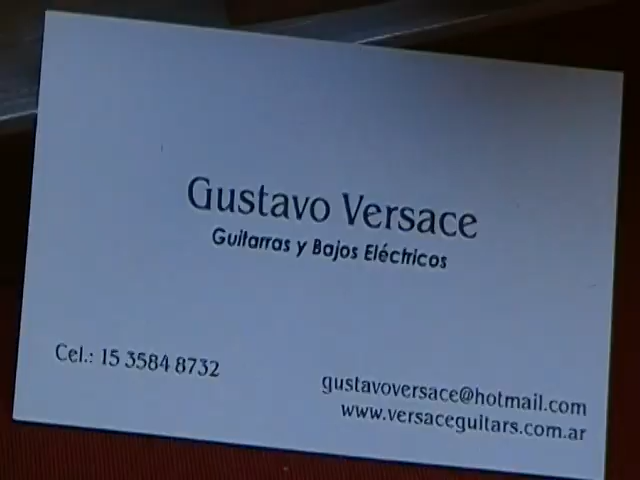 Gustavo Versace
Guitarras y Bajos Eléctricos
Cel.: 15 3584 8732
gustavoversace@hotmail.com
www.versaceguitars.com.ar